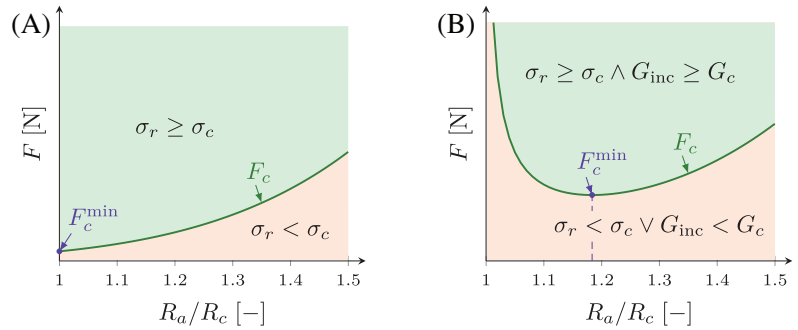 (A)
F [N]
σ_r ≥ σ_c
F_c
F_c^min
σ_r < σ_c
1 1.1 1.2 1.3 1.4 1.5
R_a/R_c [−]
(B)
F [N]
σ_r ≥ σ_c ∧ G_inc ≥ G_c
F_c^min
F_c
σ_r < σ_c ∨ G_inc < G_c
1 1.1 1.2 1.3 1.4 1.5
R_a/R_c [−]